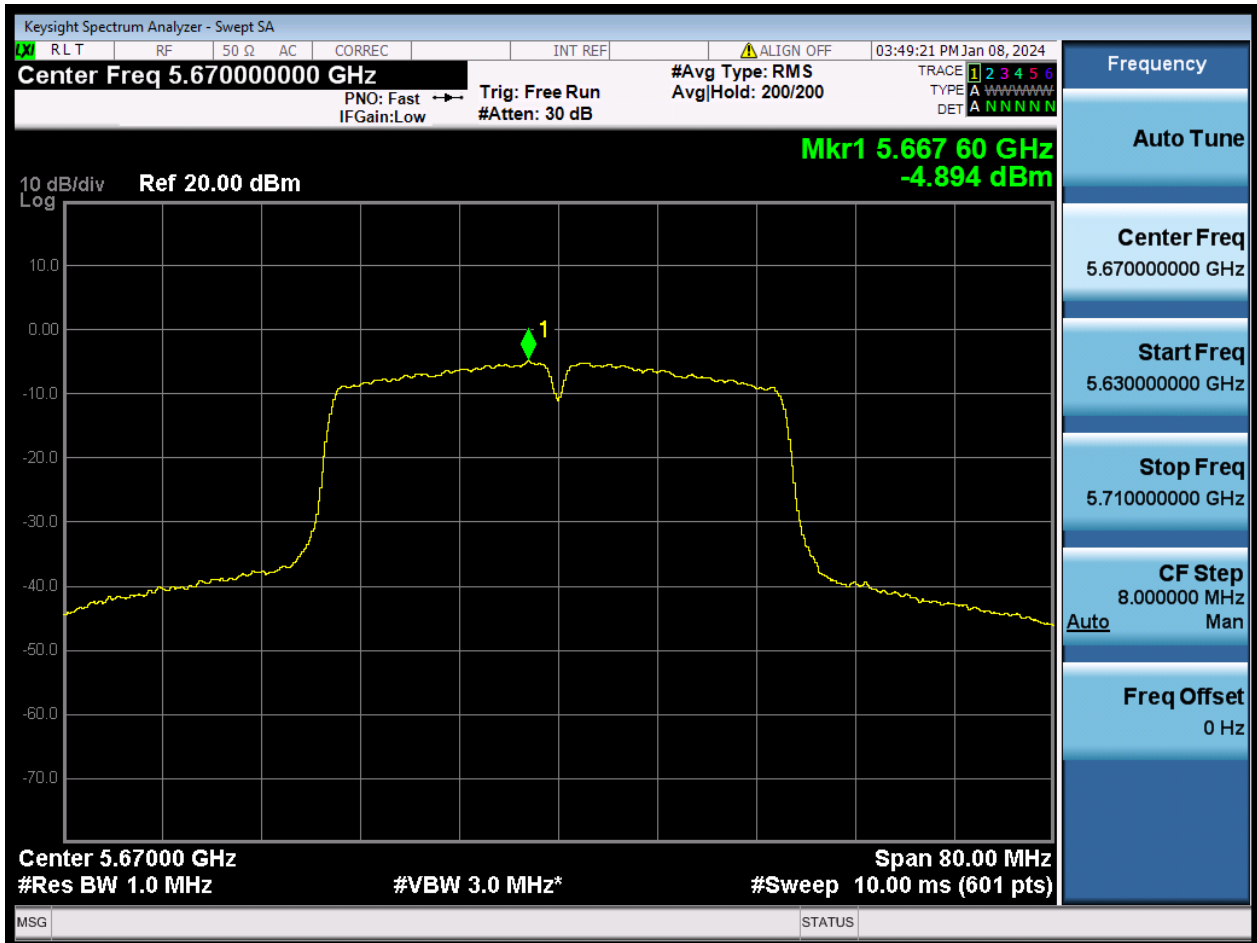 Keysight Spectrum Analyzer - Swept SA
LXI RLT RF 50 Ω AC CORREC INT REF ALIGN OFF 03:49:21 PM Jan 08, 2024
Center Freq 5.670000000 GHz
PNO: Fast
IFGain:Low
Trig: Free Run
#Atten: 30 dB
#Avg Type: RMS
Avg|Hold: 200/200
TRACE 1 2 3 4 5 6
TYPE A WWWWW
DET A N N N N N
Mkr1 5.667 60 GHz
-4.894 dBm
10 dB/div Ref 20.00 dBm
Log
10.0
0.00
-10.0
-20.0
-30.0
-40.0
-50.0
-60.0
-70.0
1
Center 5.67000 GHz Span 80.00 MHz
#Res BW 1.0 MHz #VBW 3.0 MHz* #Sweep 10.00 ms (601 pts)
MSG STATUS
Frequency
Auto Tune
Center Freq
5.670000000 GHz
Start Freq
5.630000000 GHz
Stop Freq
5.710000000 GHz
CF Step
8.000000 MHz
Auto Man
Freq Offset
0 Hz